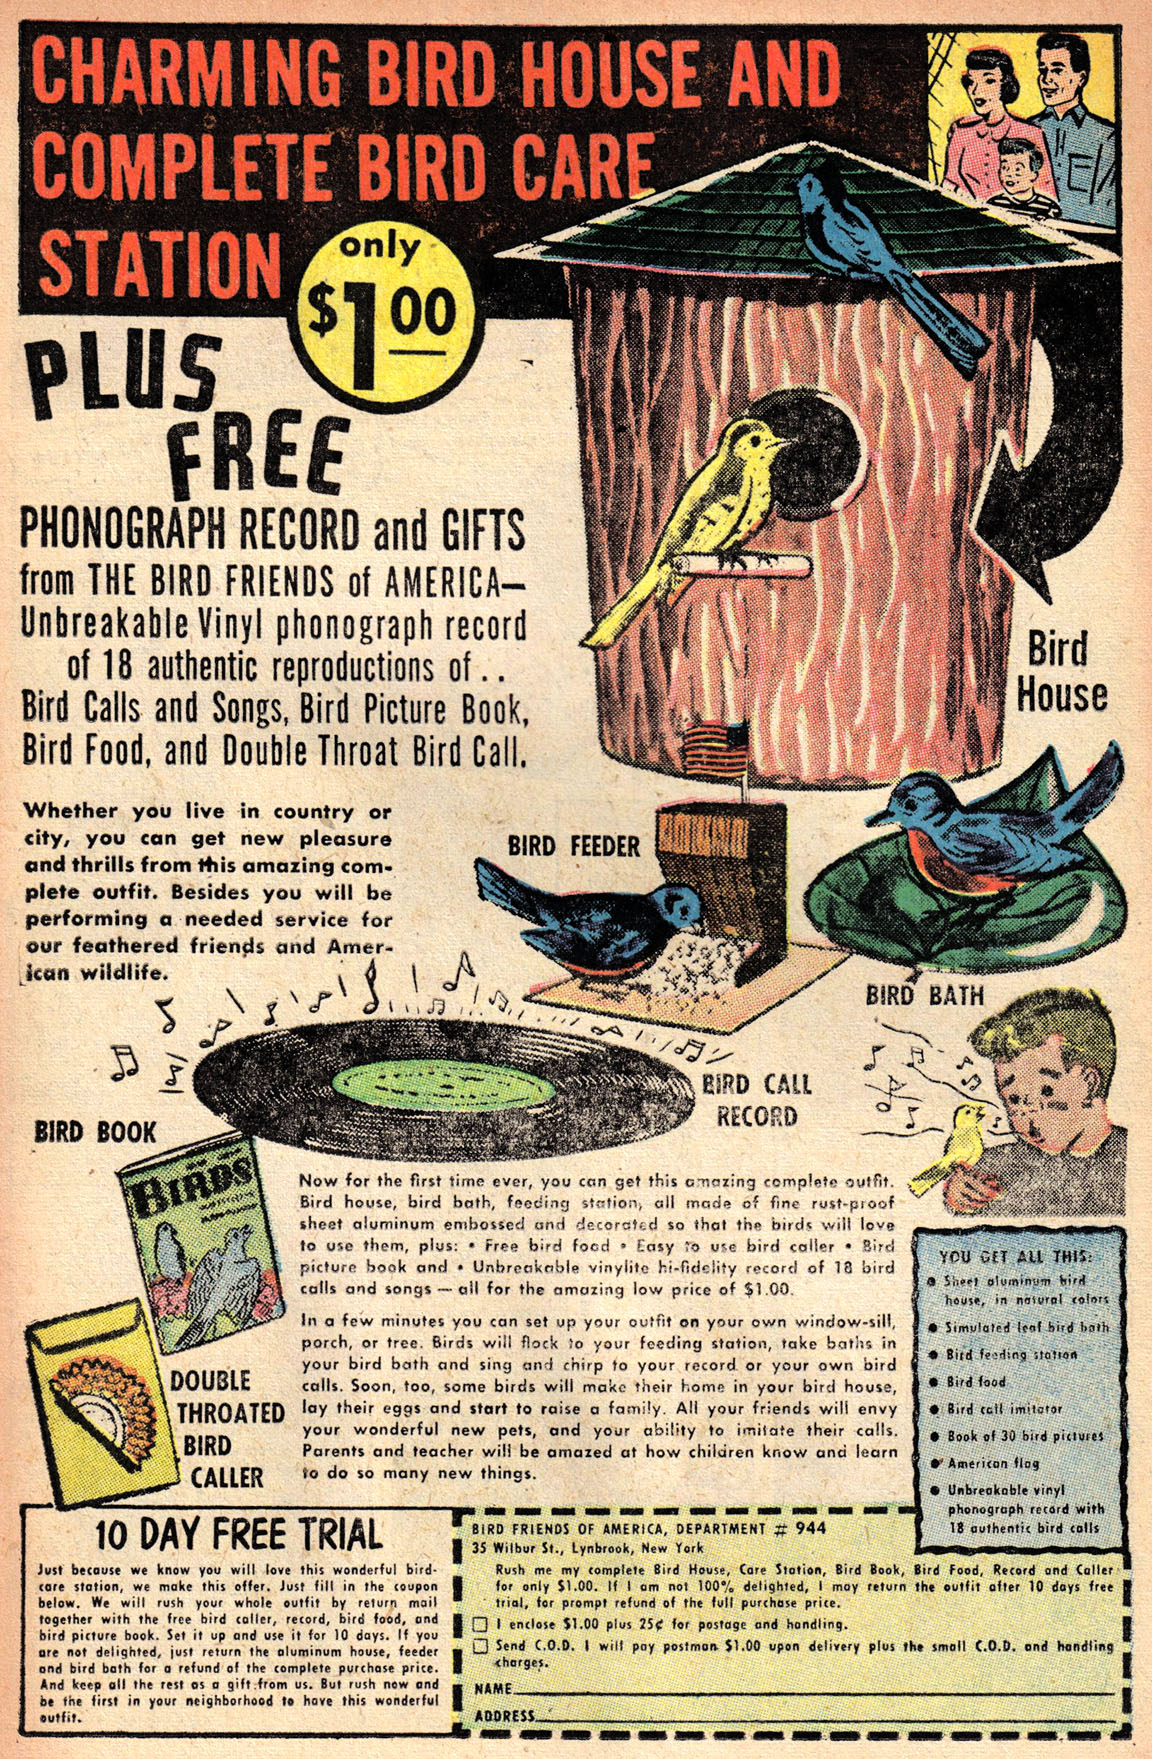 CHARMING BIRD HOUSE AND
COMPLETE BIRD CARE
STATION
only
$1.00
PLUS
FREE
PHONOGRAPH RECORD and GIFTS
from THE BIRD FRIENDS of AMERICA—
Unbreakable Vinyl phonograph record
of 18 authentic reproductions of . .
Bird Calls and Songs, Bird Picture Book,
Bird Food, and Double Throat Bird Call.
Bird
House
Whether you live in country or
city, you can get new pleasure
and thrills from this amazing com-
plete outfit. Besides you will be
performing a needed service for
our feathered friends and Amer-
ican wildlife.
BIRD FEEDER
BIRD BATH
BIRD CALL
RECORD
BIRD BOOK
BIRDS
DOUBLE
THROATED
BIRD
CALLER
Now for the first time ever, you can get this amazing complete outfit.
Bird house, bird bath, feeding station, all made of fine rust-proof
sheet aluminum embossed and decorated so that the birds will love
to use them, plus: • Free bird food • Easy to use bird caller • Bird
picture book and • Unbreakable vinylite hi-fidelity record of 18 bird
calls and songs — all for the amazing low price of $1.00.
In a few minutes you can set up your outfit on your own window-sill,
porch, or tree. Birds will flock to your feeding station, take baths in
your bird bath and sing and chirp to your record or your own bird
calls. Soon, too, some birds will make their home in your bird house,
lay their eggs and start to raise a family. All your friends will envy
your wonderful new pets, and your ability to imitate their calls.
Parents and teacher will be amazed at how children know and learn
to do so many new things.
YOU GET ALL THIS:
• Sheet aluminum bird
house, in natural colors
• Simulated leaf bird bath
• Bird feeding station
• Bird food
• Bird call imitator
• Book of 30 bird pictures
• American flag
• Unbreakable vinyl
phonograph record with
18 authentic bird calls
10 DAY FREE TRIAL
Just because we know you will love this wonderful bird-
care station, we make this offer. Just fill in the coupon
below. We will rush your whole outfit by return mail
together with the free bird caller, record, bird food, and
bird picture book. Set it up and use it for 10 days. If you
are not delighted, just return the aluminum house, feeder
and bird bath for a refund of the complete purchase price.
And keep all the rest as a gift from us. But rush now and
be the first in your neighborhood to have this wonderful
outfit.
BIRD FRIENDS OF AMERICA, DEPARTMENT # 944
35 Wilbur St., Lynbrook, New York
Rush me my complete Bird House, Care Station, Bird Book, Bird Food, Record and Caller
for only $1.00. If I am not 100% delighted, I may return the outfit after 10 days free
trial, for prompt refund of the full purchase price.
☐ I enclose $1.00 plus 25¢ for postage and handling.
☐ Send C.O.D. I will pay postman $1.00 upon delivery plus the small C.O.D. and handling
charges.
NAME
ADDRESS